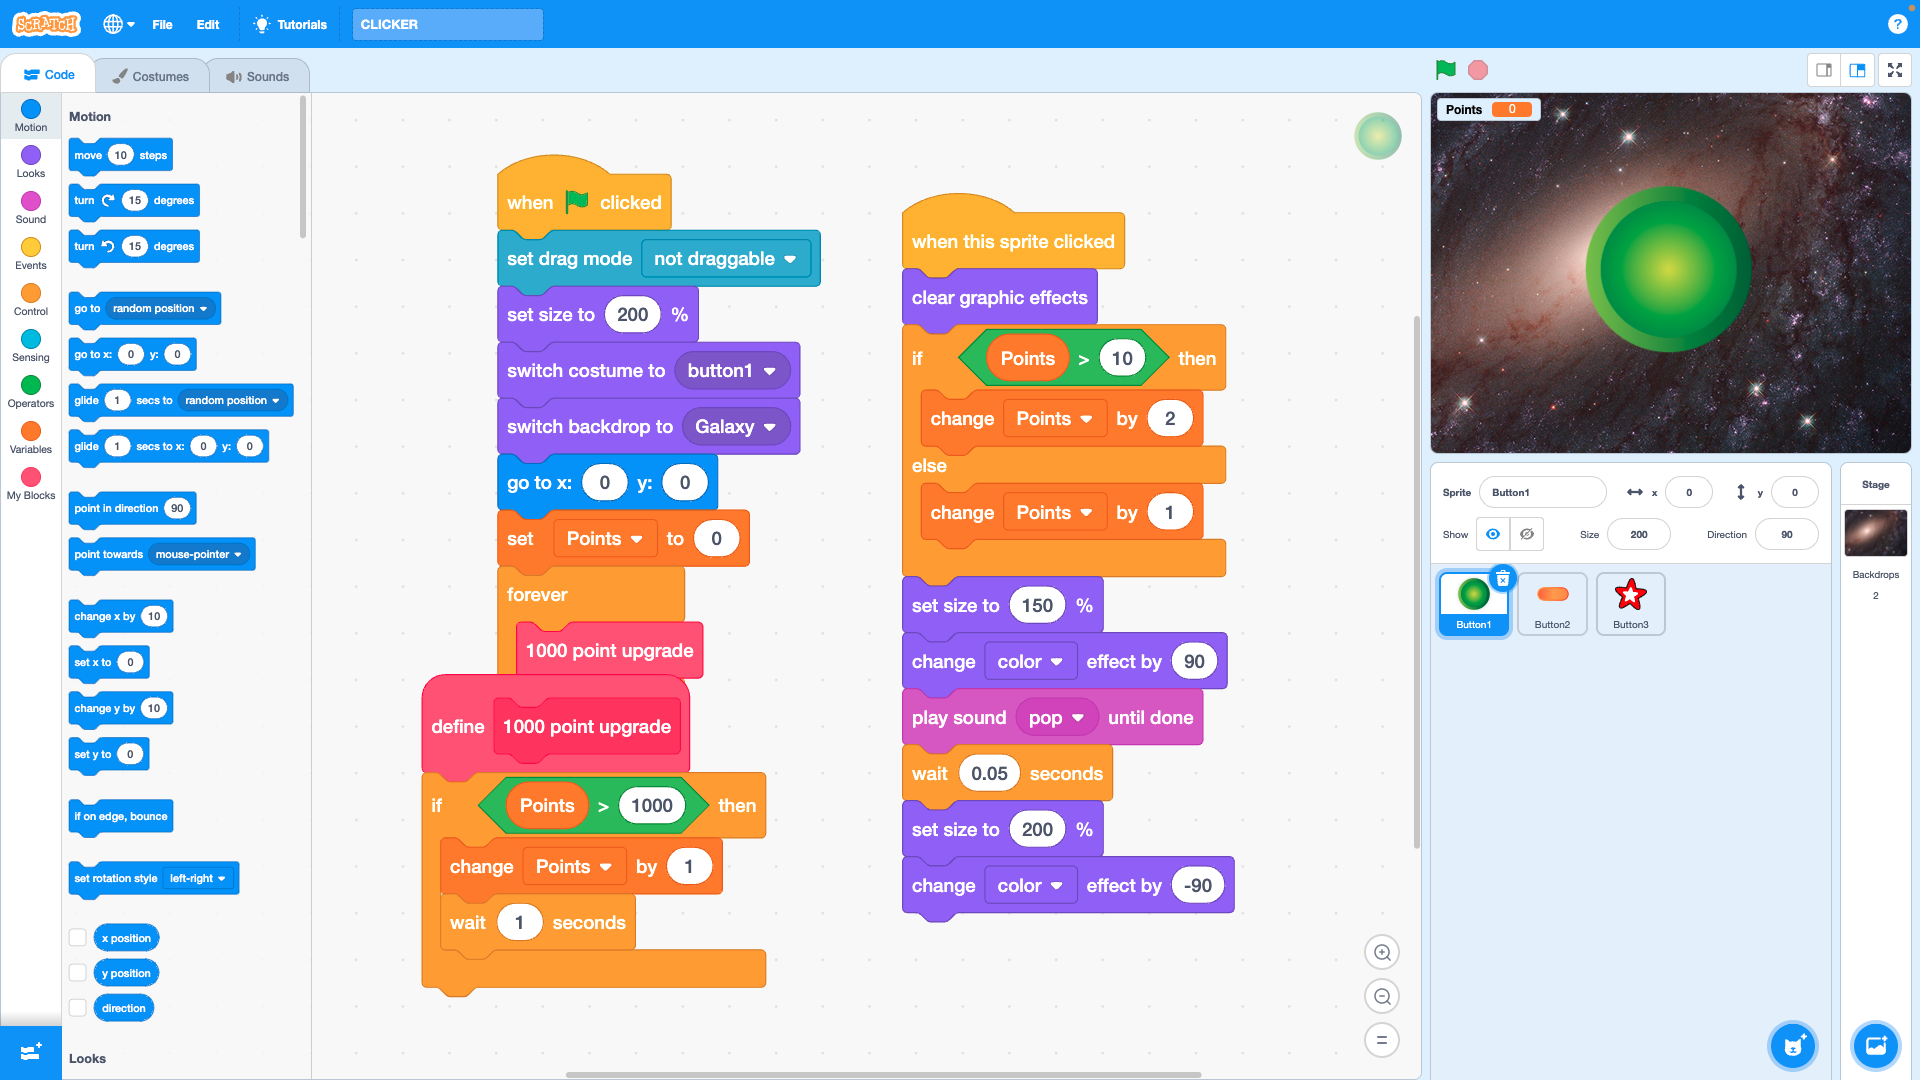 SCRATCH
File
Edit
Tutorials
CLICKER
?
Code
Costumes
Sounds
Motion
Looks
Sound
Events
Control
Sensing
Operators
Variables
My Blocks
Motion
move 10 steps
turn 15 degrees
turn 15 degrees
go to random position
go to x: 0 y: 0
glide 1 secs to random position
glide 1 secs to x: 0 y: 0
point in direction 90
point towards mouse-pointer
change x by 10
set x to 0
change y by 10
set y to 0
if on edge, bounce
set rotation style left-right
x position
y position
direction
Looks
when clicked
set drag mode not draggable
set size to 200 %
switch costume to button1
switch backdrop to Galaxy
go to x: 0 y: 0
set Points to 0
forever
1000 point upgrade
define 1000 point upgrade
if Points > 1000 then
change Points by 1
wait 1 seconds
when this sprite clicked
clear graphic effects
if Points > 10 then
change Points by 2
else
change Points by 1
set size to 150 %
change color effect by 90
play sound pop until done
wait 0.05 seconds
set size to 200 %
change color effect by -90
Points 0
Sprite Button1 x 0 y 0
Show Size 200 Direction 90
Button1
Button2
Button3
Stage
Backdrops
2